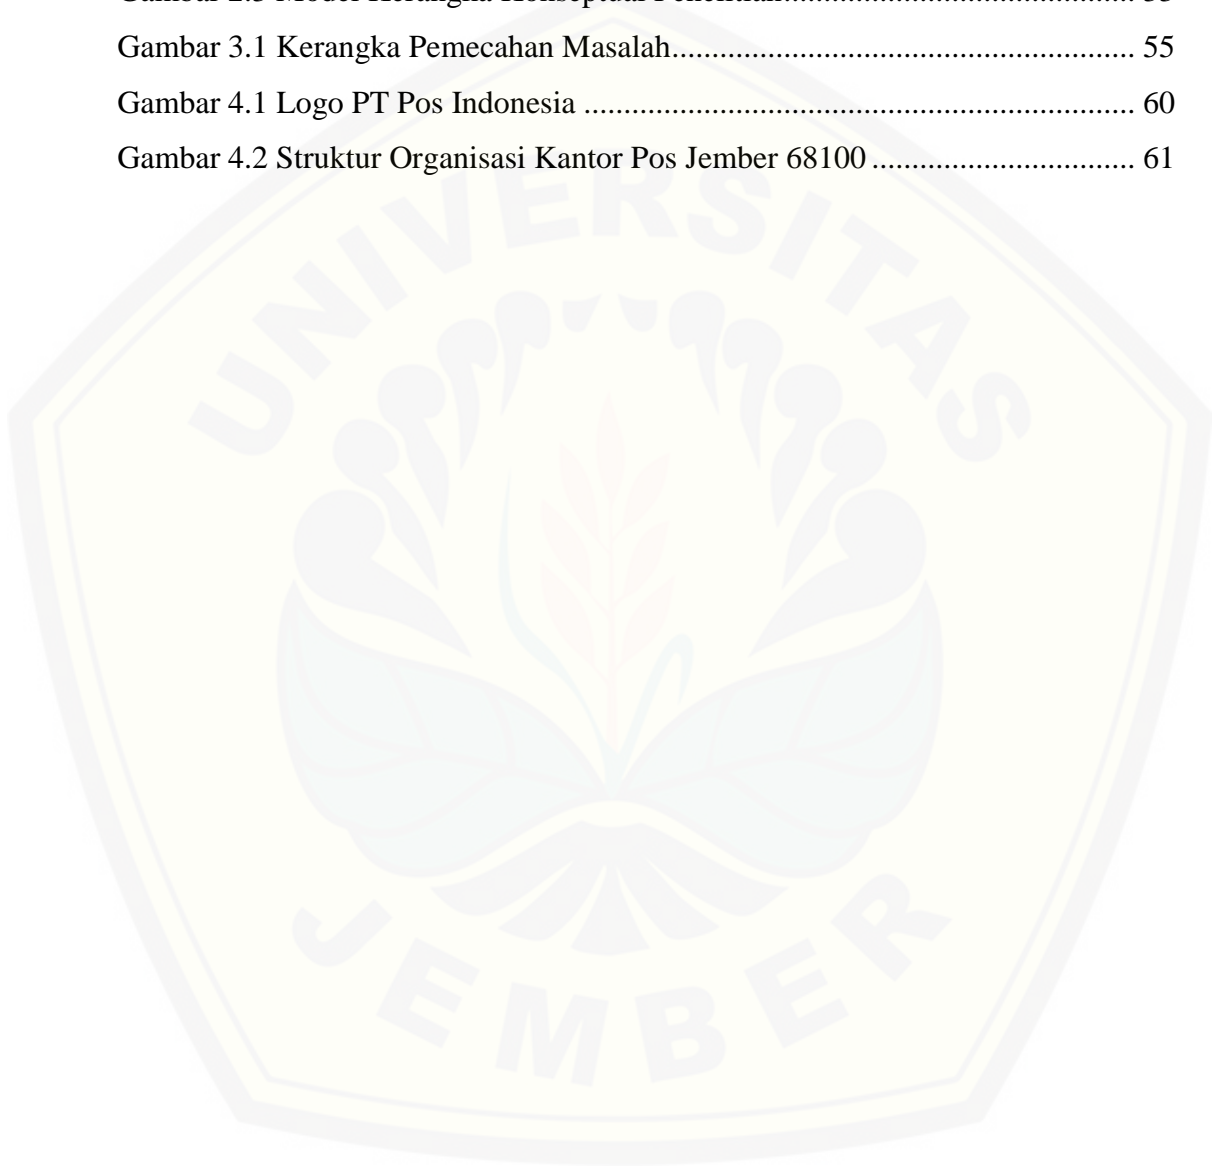 Gambar 3.1 Kerangka Pemecahan Masalah................................................................ 55
Gambar 4.1 Logo PT Pos Indonesia ............................................................................ 60
Gambar 4.2 Struktur Organisasi Kantor Pos Jember 68100 ................................... 61
UNIVERSITAS
JEMBER